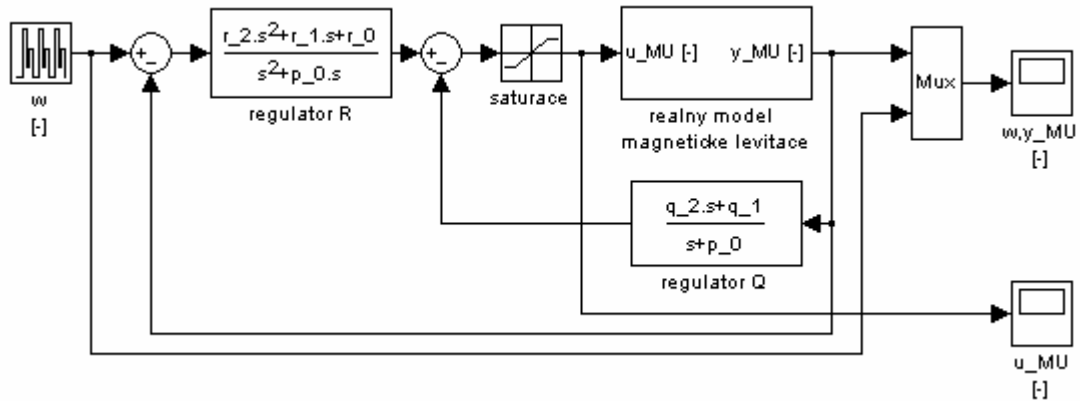 w
[-]
r_2.s²+r_1.s+r_0
s²+p_0.s
regulator R
saturace
u_MU [-] y_MU [-]
realny model
magneticke levitace
Mux
w,y_MU
[-]
q_2.s+q_1
s+p_0
regulator Q
u_MU
[-]